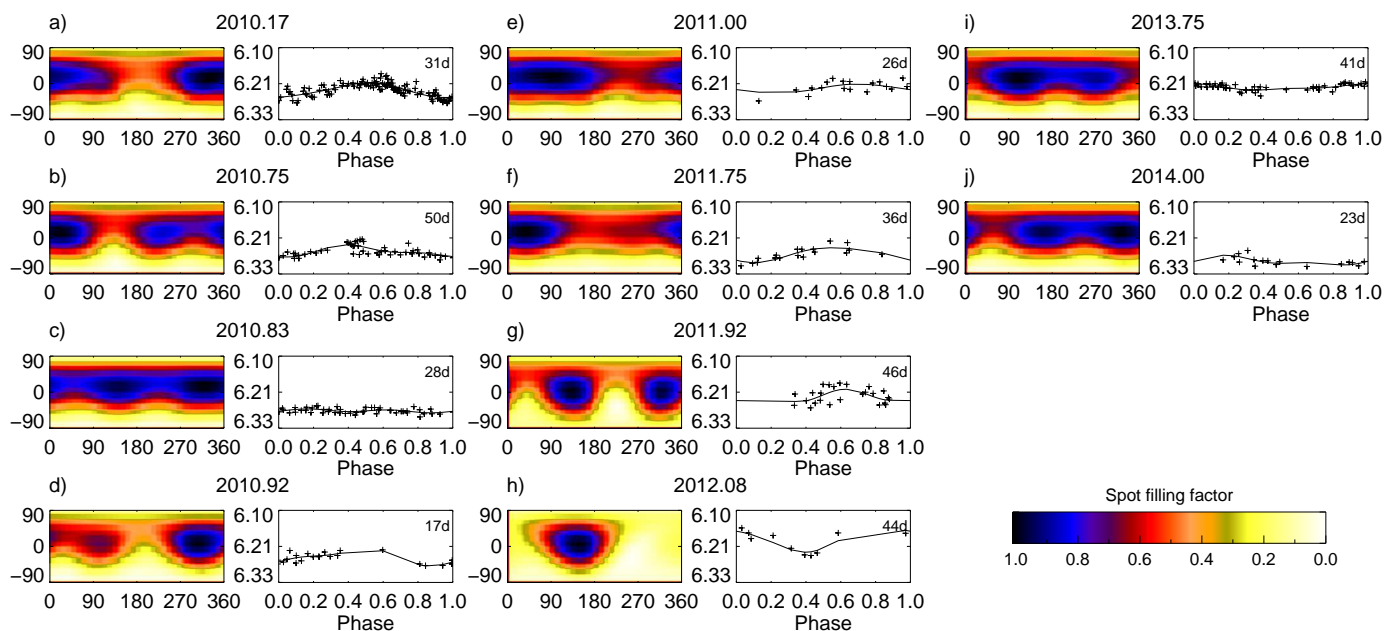 a) 2010.17
90
0
−90
0 90 180 270 360
6.10
6.21
6.33
31d
0.0 0.2 0.4 0.6 0.8 1.0
Phase
b) 2010.75
90
0
−90
0 90 180 270 360
6.10
6.21
6.33
50d
0.0 0.2 0.4 0.6 0.8 1.0
Phase
c) 2010.83
90
0
−90
0 90 180 270 360
6.10
6.21
6.33
28d
0.0 0.2 0.4 0.6 0.8 1.0
Phase
d) 2010.92
90
0
−90
0 90 180 270 360
6.10
6.21
6.33
17d
0.0 0.2 0.4 0.6 0.8 1.0
Phase
e) 2011.00
0 90 180 270 360
6.10
6.21
6.33
26d
0.0 0.2 0.4 0.6 0.8 1.0
Phase
f) 2011.75
0 90 180 270 360
6.10
6.21
6.33
36d
0.0 0.2 0.4 0.6 0.8 1.0
Phase
g) 2011.92
90
0
−90
0 90 180 270 360
6.10
6.21
6.33
46d
0.0 0.2 0.4 0.6 0.8 1.0
Phase
h) 2012.08
90
0
−90
0 90 180 270 360
6.10
6.21
6.33
44d
0.0 0.2 0.4 0.6 0.8 1.0
Phase
i) 2013.75
90
0
−90
0 90 180 270 360
6.10
6.21
6.33
41d
0.0 0.2 0.4 0.6 0.8 1.0
Phase
j) 2014.00
90
0
−90
0 90 180 270 360
6.10
6.21
6.33
23d
0.0 0.2 0.4 0.6 0.8 1.0
Phase
Spot filling factor
1.0 0.8 0.6 0.4 0.2 0.0